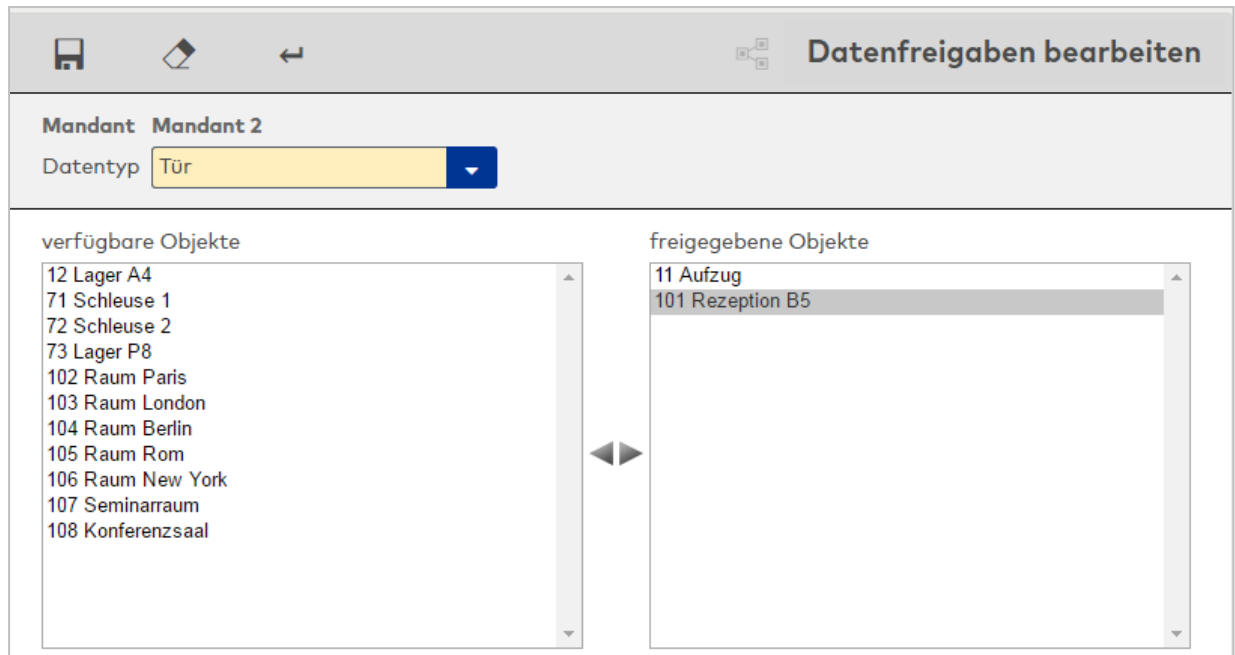 Datenfreigaben bearbeiten
Mandant Mandant 2
Datentyp Tür
verfügbare Objekte
12 Lager A4
71 Schleuse 1
72 Schleuse 2
73 Lager P8
102 Raum Paris
103 Raum London
104 Raum Berlin
105 Raum Rom
106 Raum New York
107 Seminarraum
108 Konferenzsaal
freigegebene Objekte
11 Aufzug
101 Rezeption B5